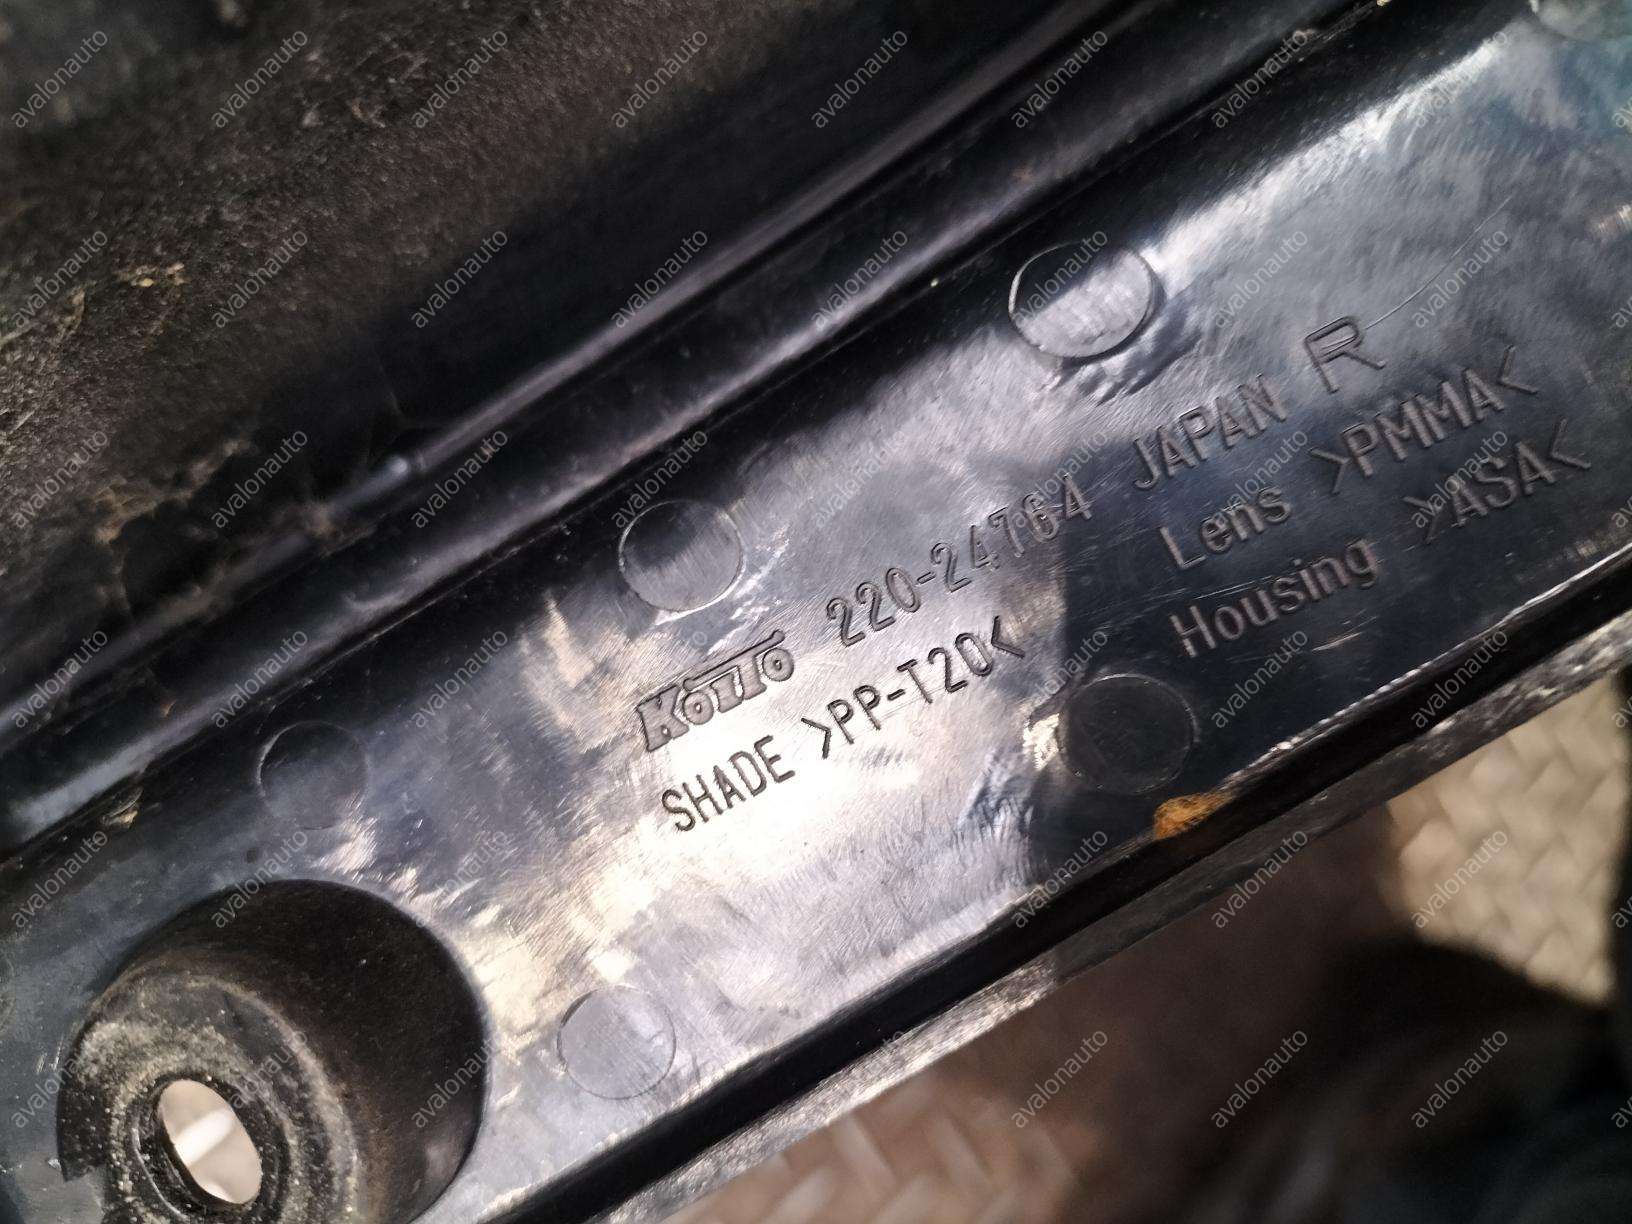 KOITO 220-24764 JAPAN R
SHADE >PP-T20<
Lens >PMMA<
Housing >ASA<
avalonauto